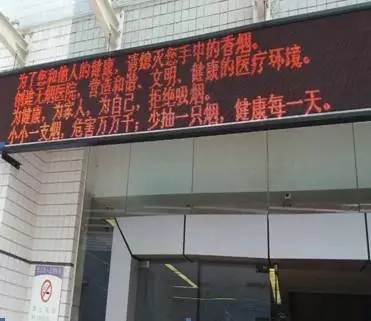 为了您和他人的健康，请熄灭您手中的香烟。
创建无烟医院，营造和谐、文明、健康的医疗环境。
为健康，为家人，为自己，拒绝吸烟。
小小一支烟，危害万万千；少抽一只烟，健康每一天。